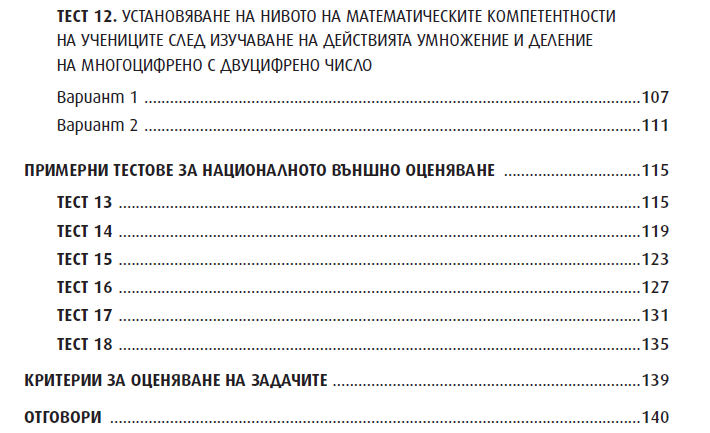 ТЕСТ 12. УСТАНОВЯВАНЕ НА НИВОТО НА МАТЕМАТИЧЕСКИТЕ КОМПЕТЕНТНОСТИ
НА УЧЕНИЦИТЕ СЛЕД ИЗУЧАВАНЕ НА ДЕЙСТВИЯТА УМНОЖЕНИЕ И ДЕЛЕНИЕ
НА МНОГОЦИФРЕНО С ДВУЦИФРЕНО ЧИСЛО
Вариант 1 ........................................ 107
Вариант 2 ........................................ 111
ПРИМЕРНИ ТЕСТОВЕ ЗА НАЦИОНАЛНОТО ВЪНШНО ОЦЕНЯВАНЕ ................ 115
ТЕСТ 13 ........................................ 115
ТЕСТ 14 ........................................ 119
ТЕСТ 15 ........................................ 123
ТЕСТ 16 ........................................ 127
ТЕСТ 17 ........................................ 131
ТЕСТ 18 ........................................ 135
КРИТЕРИИ ЗА ОЦЕНЯВАНЕ НА ЗАДАЧИТЕ ................................ 139
ОТГОВОРИ ........................................ 140